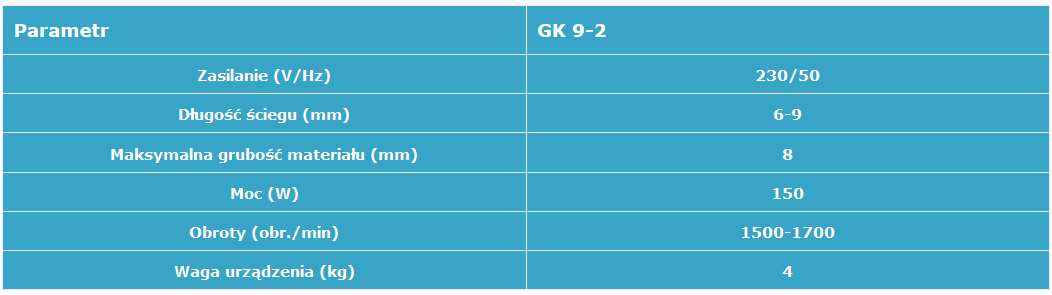 Parametr GK 9-2
Zasilanie (V/Hz) 230/50
Długość ściegu (mm) 6-9
Maksymalna grubość materiału (mm) 8
Moc (W) 150
Obroty (obr./min) 1500-1700
Waga urządzenia (kg) 4